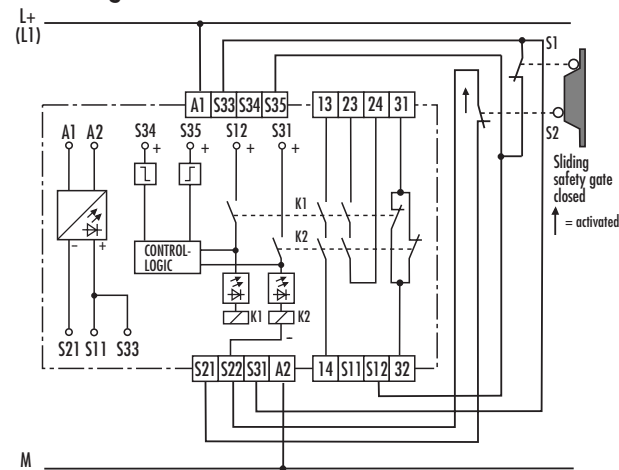 L+
(L1)
S1
A1 S33 S34 S35
13 23 24 31
A1 A2 S34 S35 S12 S31
+ + + +
S2
Sliding
safety gate
closed
= activated
K1
K2
CONTROL-
LOGIC
- +
K1 K2
-
S21 S11 S33
S21 S22 S31 A2
14 S11 S12 32
M